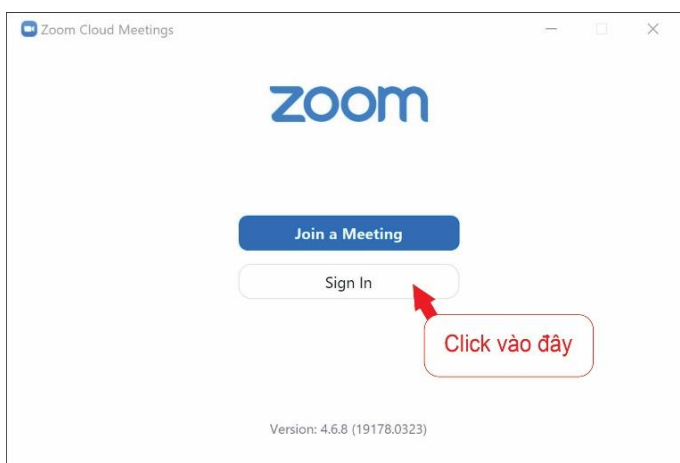 Zoom Cloud Meetings
zoom
Join a Meeting
Sign In
Click vào đây
Version: 4.6.8 (19178.0323)